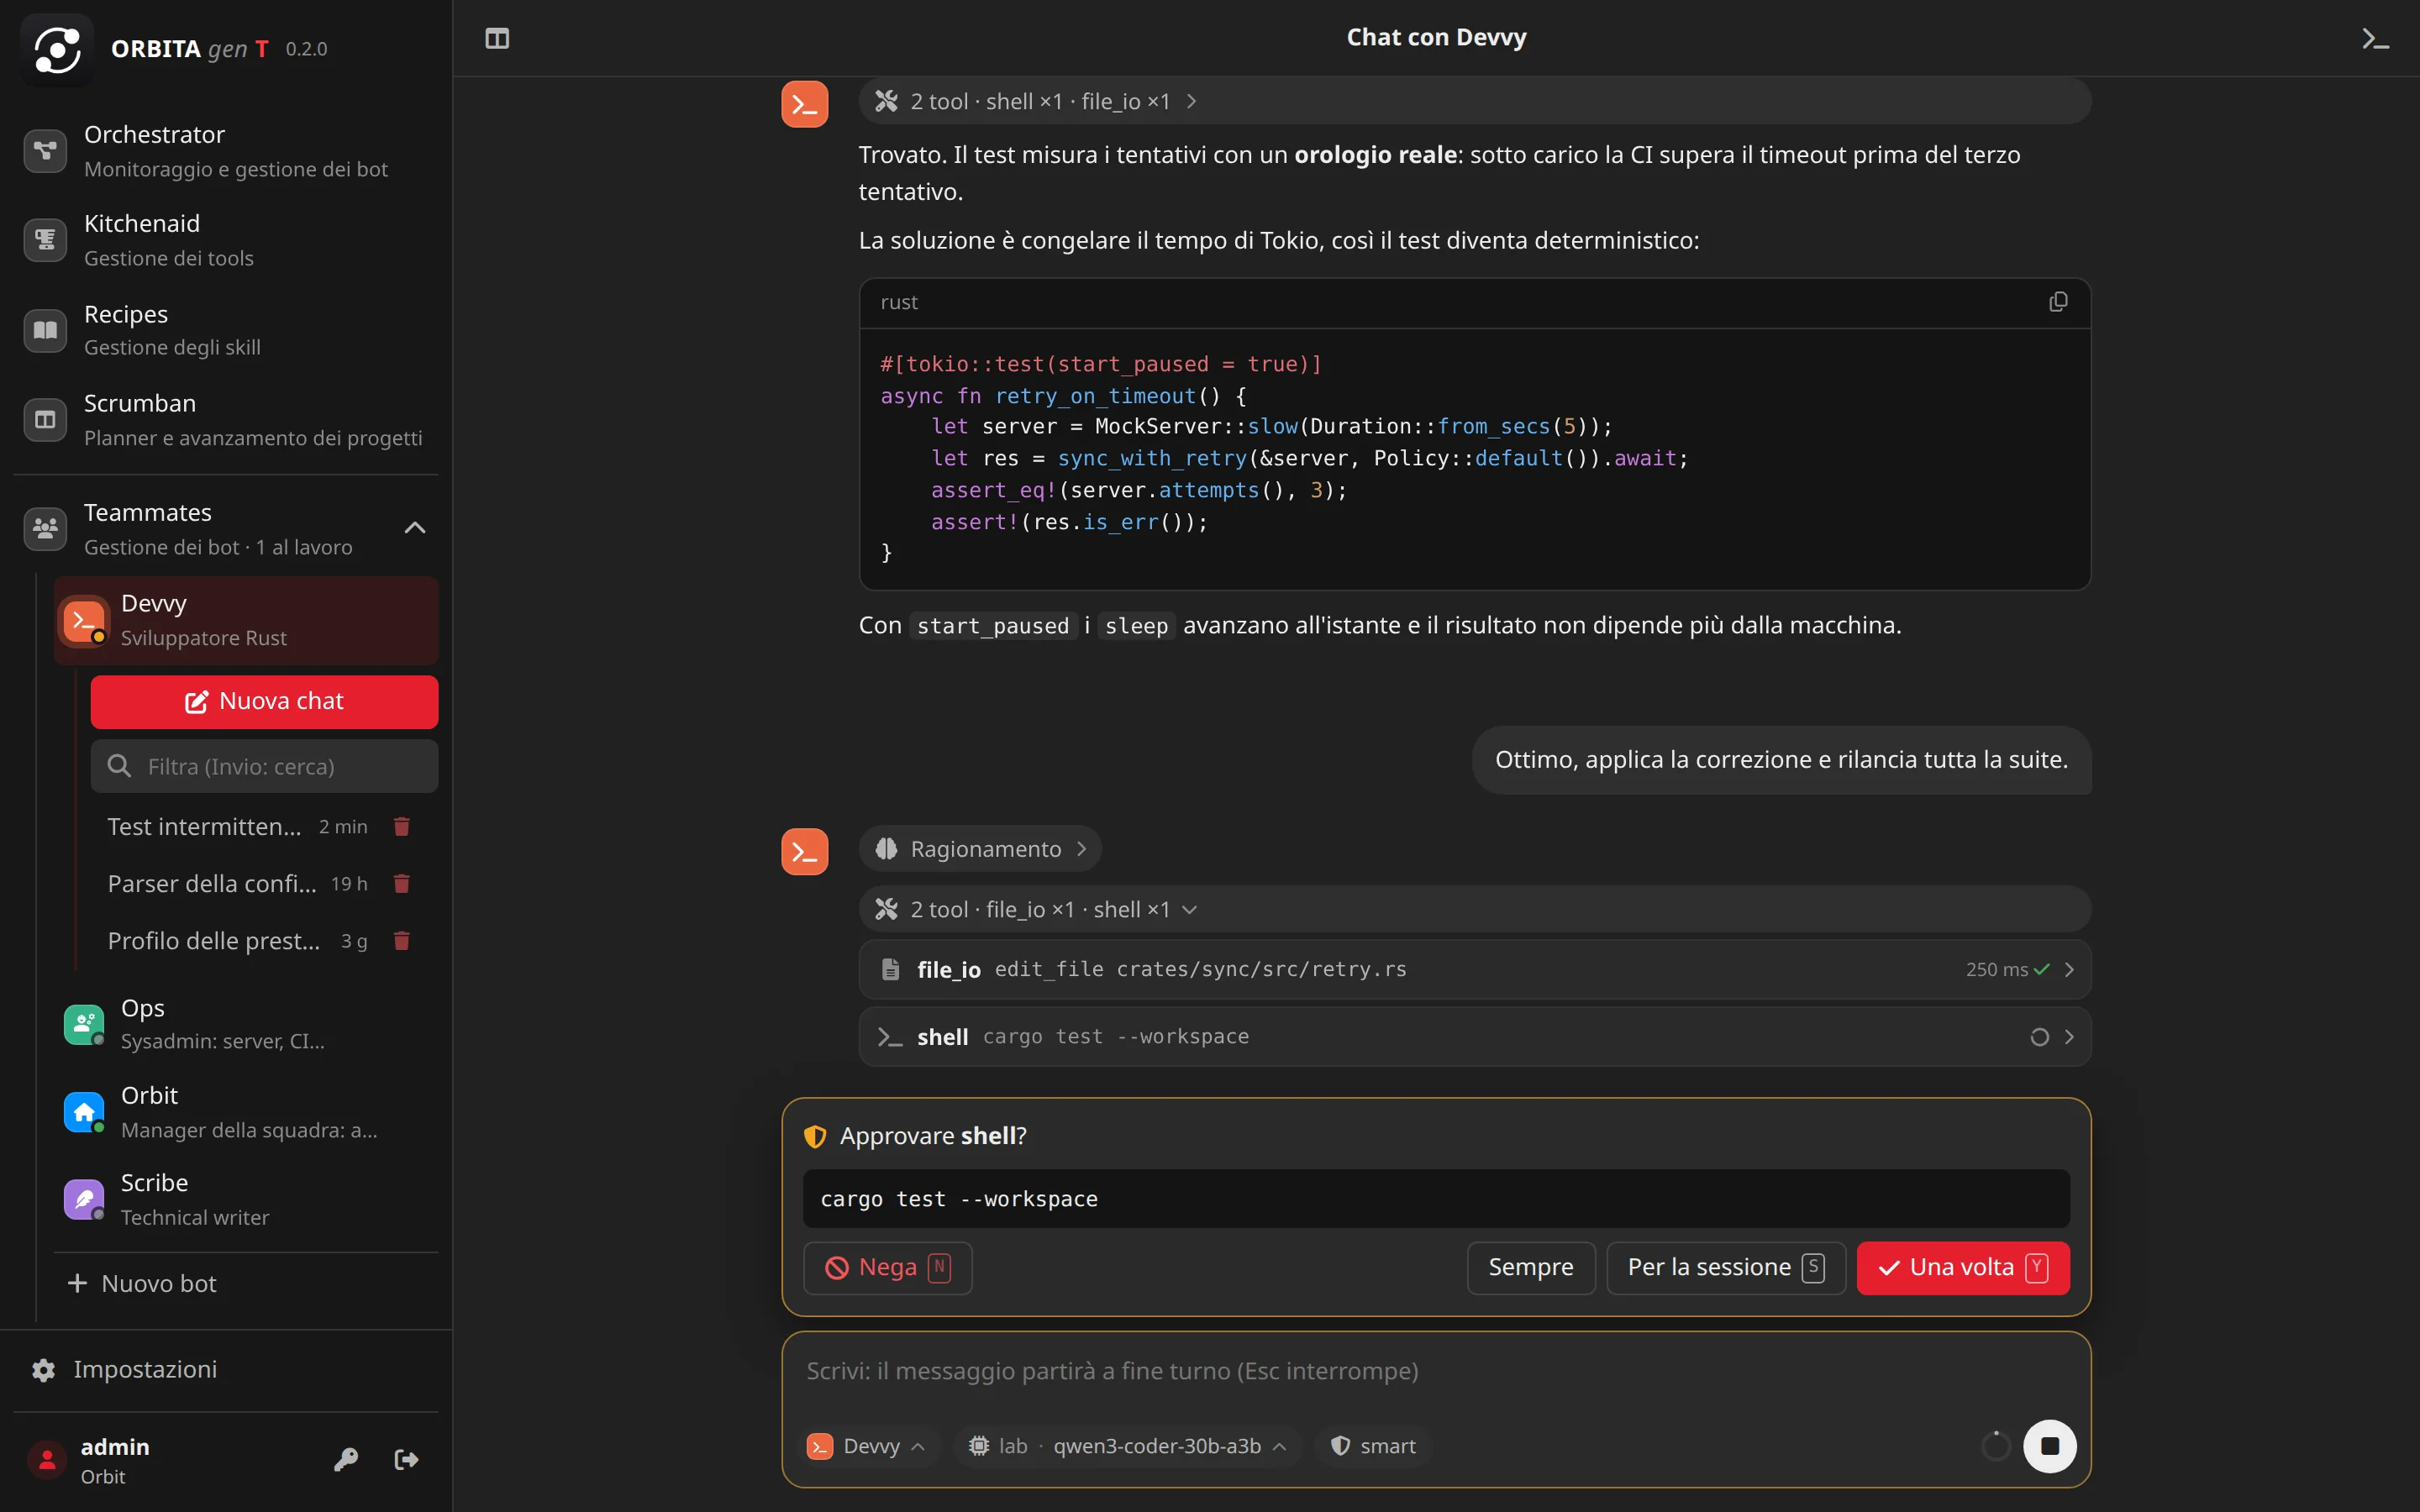 ORBITA gen T 0.2.0
Orchestrator
Monitoraggio e gestione dei bot
Kitchenaid
Gestione dei tools
Recipes
Gestione degli skill
Scrumban
Planner e avanzamento dei progetti
Teammates
Gestione dei bot · 1 al lavoro
Devvy
Sviluppatore Rust
Nuova chat
Filtra (Invio: cerca)
Test intermitten... 2 min
Parser della confi... 19 h
Profilo delle prest... 3 g
Ops
Sysadmin: server, CI...
Orbit
Manager della squadra: a...
Scribe
Technical writer
Nuovo bot
Impostazioni
admin
Orbit
Chat con Devvy
2 tool · shell ×1 · file_io ×1
Trovato. Il test misura i tentativi con un orologio reale: sotto carico la CI supera il timeout prima del terzo
tentativo.
La soluzione è congelare il tempo di Tokio, così il test diventa deterministico:
rust
#[tokio::test(start_paused = true)]
async fn retry_on_timeout() {
    let server = MockServer::slow(Duration::from_secs(5));
    let res = sync_with_retry(&server, Policy::default()).await;
    assert_eq!(server.attempts(), 3);
    assert!(res.is_err());
}
Con start_paused i sleep avanzano all'istante e il risultato non dipende più dalla macchina.
Ottimo, applica la correzione e rilancia tutta la suite.
Ragionamento
2 tool · file_io ×1 · shell ×1
file_io edit_file crates/sync/src/retry.rs 250 ms
shell cargo test --workspace
Approvare shell?
cargo test --workspace
Nega N Sempre Per la sessione S Una volta Y
Scrivi: il messaggio partirà a fine turno (Esc interrompe)
Devvy lab · qwen3-coder-30b-a3b smart